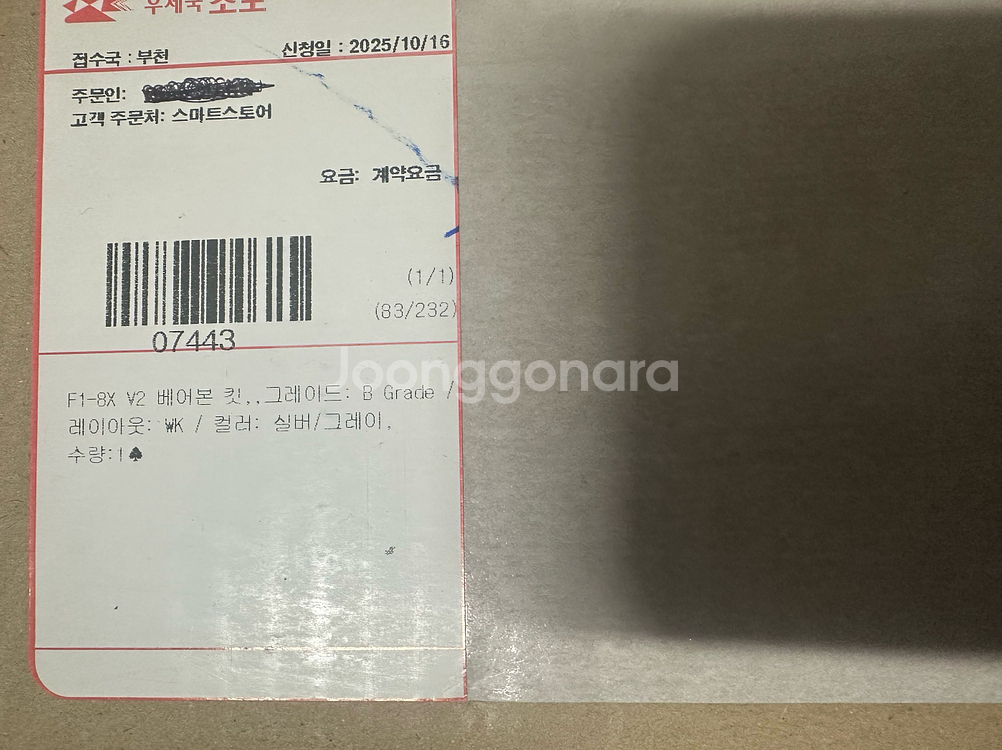 우체국 소포
접수국 : 부천
신청일 : 2025/10/16
주문인:
고객 주문처: 스마트스토어
요금: 계약요금
(1/1)
(83/232)
07443
Joonggonara
F1-8X V2 베어본 킷,,그레이드: B Grade /
레이아웃: WK / 컬러: 실버/그레이,
수량:1♠